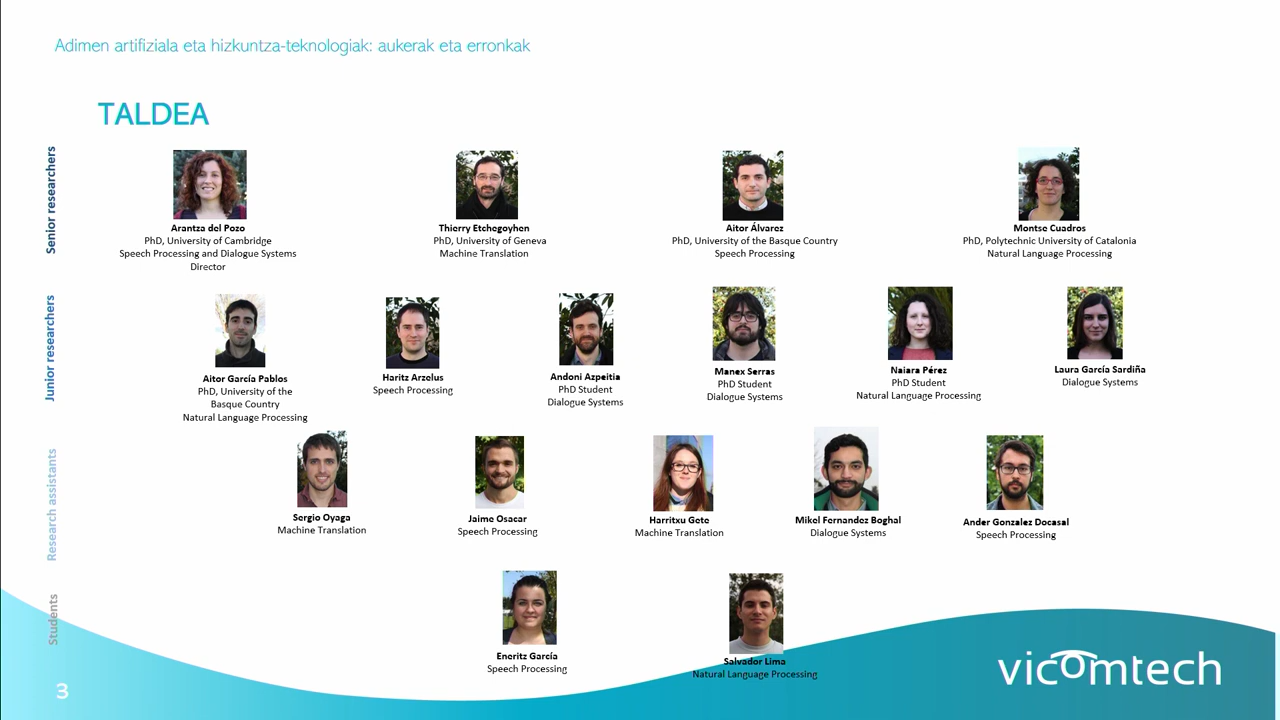 Adimen artifiziala eta hizkuntza-teknologiak: aukerak eta erronkak
TALDEA
Senior researchers
Arantza del Pozo
PhD, University of Cambridge
Speech Processing and Dialogue Systems
Director
Thierry Etchegoyhen
PhD, University of Geneva
Machine Translation
Aitor Álvarez
PhD, University of the Basque Country
Speech Processing
Montse Cuadros
PhD, Polytechnic University of Catalonia
Natural Language Processing
Junior researchers
Aitor García Pablos
PhD, University of the
Basque Country
Natural Language Processing
Haritz Arzelus
Speech Processing
Andoni Azpeitia
PhD Student
Dialogue Systems
Manex Serras
PhD Student
Dialogue Systems
Naiara Pérez
PhD Student
Natural Language Processing
Laura García Sardiña
Dialogue Systems
Research assistants
Sergio Oyaga
Machine Translation
Jaime Osacar
Speech Processing
Harritxu Gete
Machine Translation
Mikel Fernandez Boghal
Dialogue Systems
Ander Gonzalez Docasal
Speech Processing
Students
Eneritz García
Speech Processing
Salvador Lima
Natural Language Processing
3
vicomtech